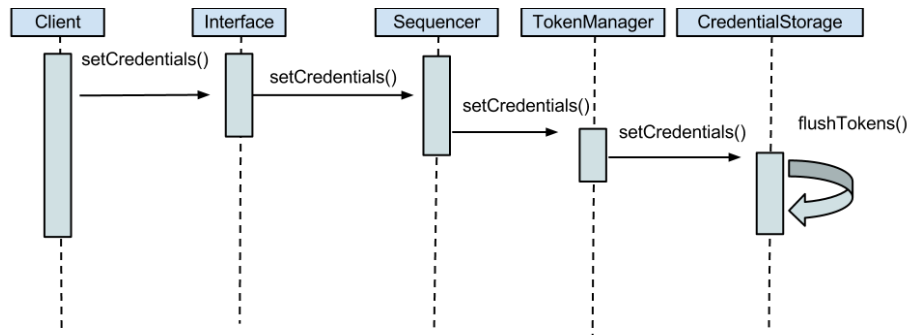 Client
Interface
Sequencer
TokenManager
CredentialStorage
setCredentials()
setCredentials()
setCredentials()
setCredentials()
flushTokens()